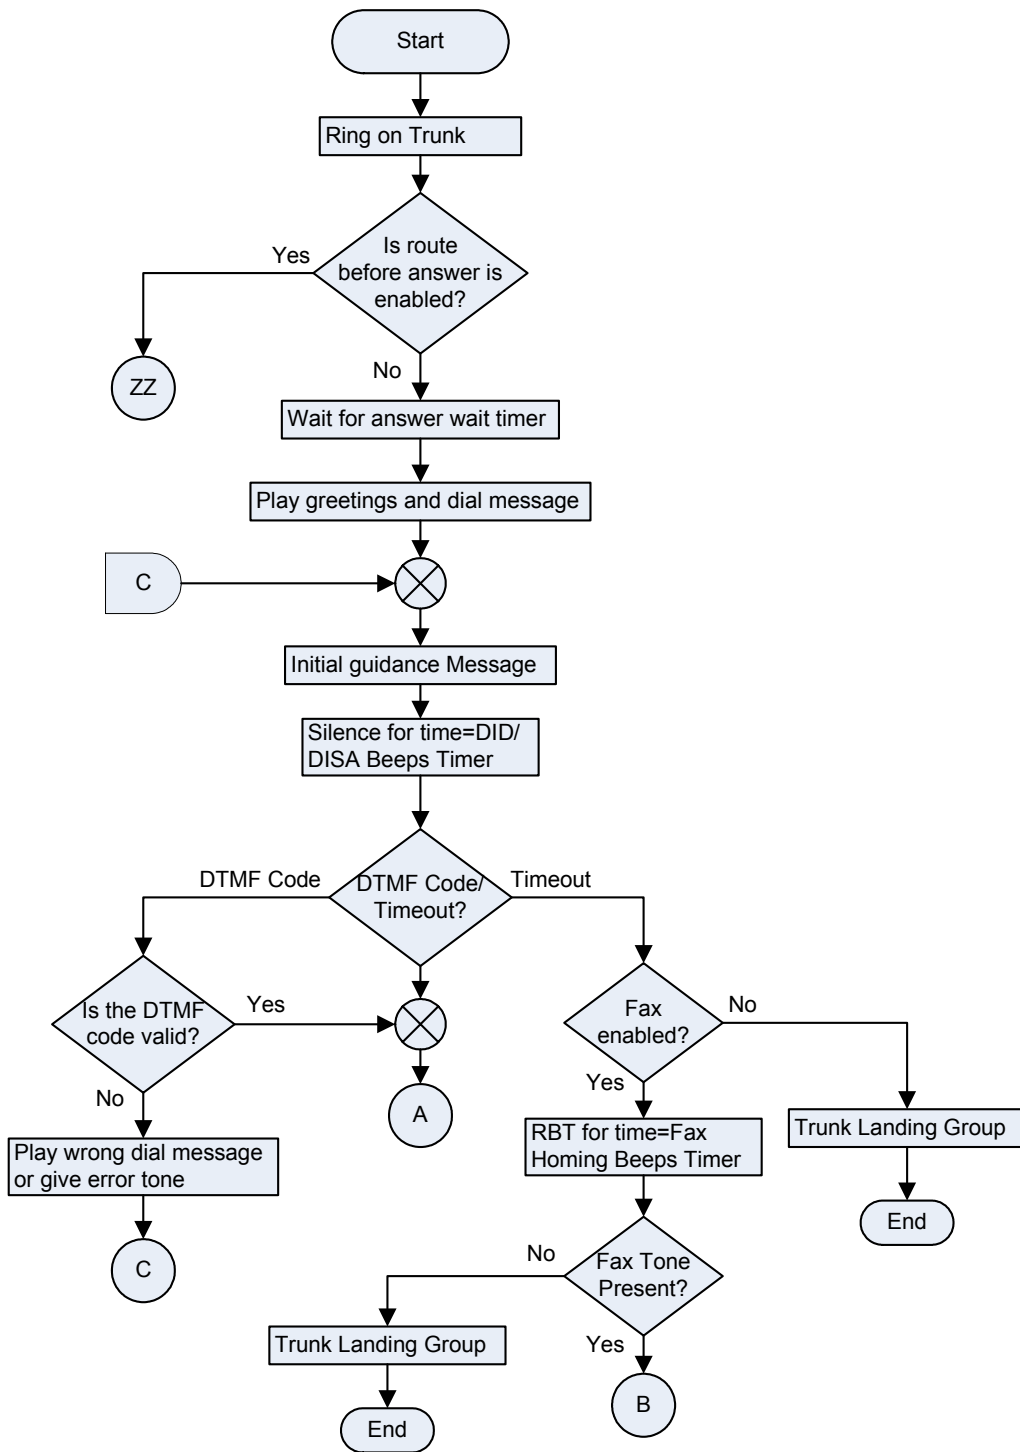 Start
Ring on Trunk
Is route
before answer is
enabled?
Yes
No
ZZ
Wait for answer wait timer
Play greetings and dial message
C
Initial guidance Message
Silence for time=DID/
DISA Beeps Timer
DTMF Code
DTMF Code/
Timeout?
Timeout
Is the DTMF
code valid?
Yes
No
A
Fax
enabled?
No
Yes
Play wrong dial message
or give error tone
RBT for time=Fax
Homing Beeps Timer
Trunk Landing Group
End
C
Fax Tone
Present?
No
Yes
Trunk Landing Group
End
B